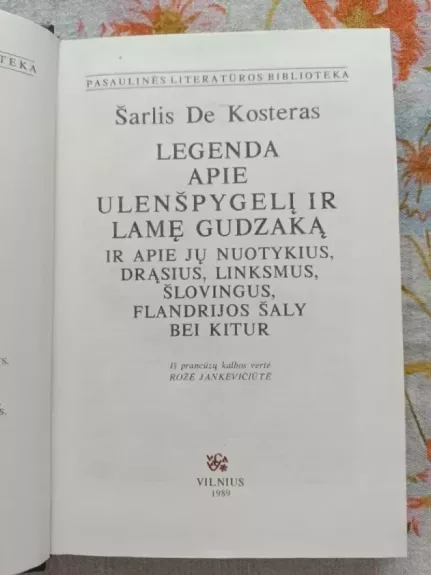 OTEKA
PASAULINĖS LITERATŪROS BIBLIOTEKA
Šarlis De Kosteras
LEGENDA
APIE
ULENŠPYGELĮ IR
LAMĘ GUDZAKĄ
IR APIE JŲ NUOTYKIUS,
DRĄSIUS, LINKSMUS,
ŠLOVINGUS,
FLANDRIJOS ŠALY
BEI KITUR
Iš prancūzų kalbos vertė
ROŽĖ JANKEVIČIŪTĖ
VILNIUS
1989